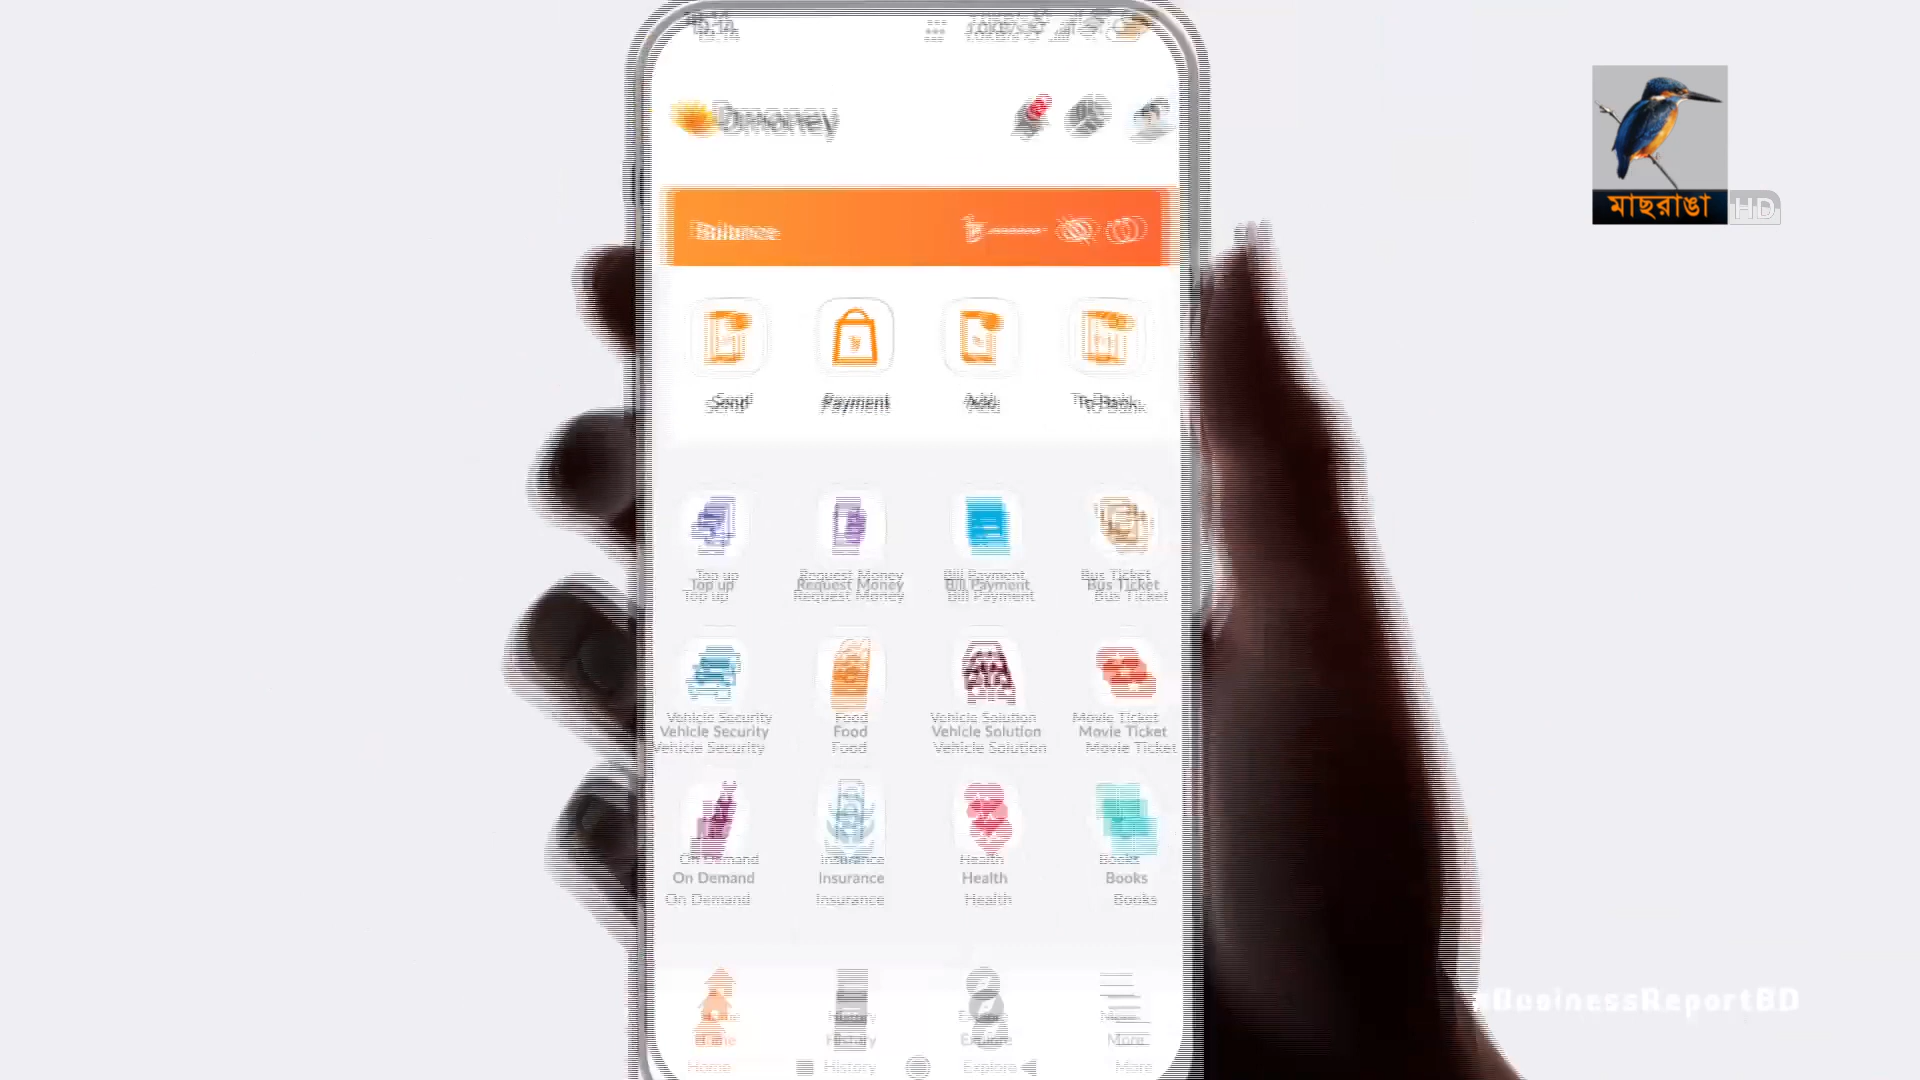 Dmoney
মাছরাঙা
HD
Balance
Send Payment Add To Bank
Top up Request Money Bill Payment Bus Ticket
Vehicle Security Food Vehicle Solution Movie Ticket
On Demand Insurance Health Books
#BusinessReportBD
Home History Explore More